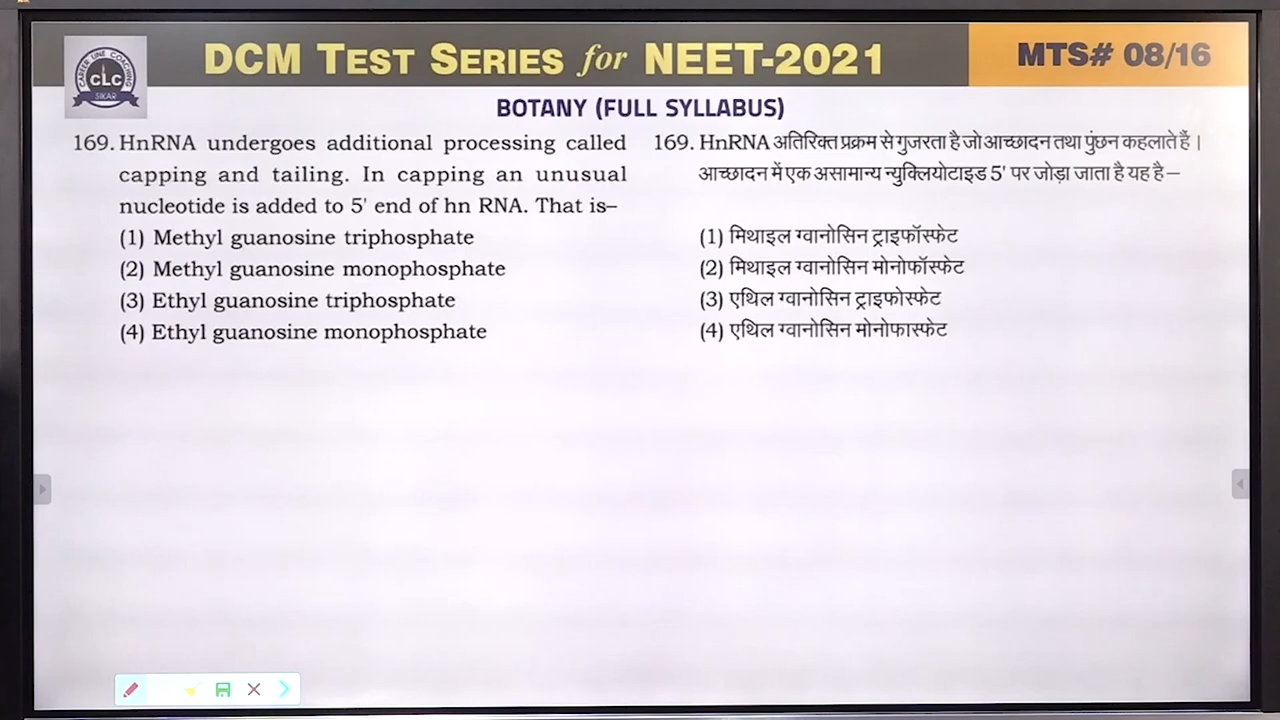 CAREER LINE COACHING
CLC
SIKAR
DCM TEST SERIES for NEET-2021
MTS# 08/16
BOTANY (FULL SYLLABUS)
169. HnRNA undergoes additional processing called
capping and tailing. In capping an unusual
nucleotide is added to 5' end of hn RNA. That is–
(1) Methyl guanosine triphosphate
(2) Methyl guanosine monophosphate
(3) Ethyl guanosine triphosphate
(4) Ethyl guanosine monophosphate
169. HnRNA अतिरिक्त प्रक्रम से गुजरता है जो आच्छादन तथा पुंछन कहलाते हैं।
आच्छादन में एक असामान्य न्युक्लियोटाइड 5' पर जोड़ा जाता है यह है–
(1) मिथाइल ग्वानोसिन ट्राइफॉस्फेट
(2) मिथाइल ग्वानोसिन मोनोफॉस्फेट
(3) एथिल ग्वानोसिन ट्राइफोस्फेट
(4) एथिल ग्वानोसिन मोनोफास्फेट